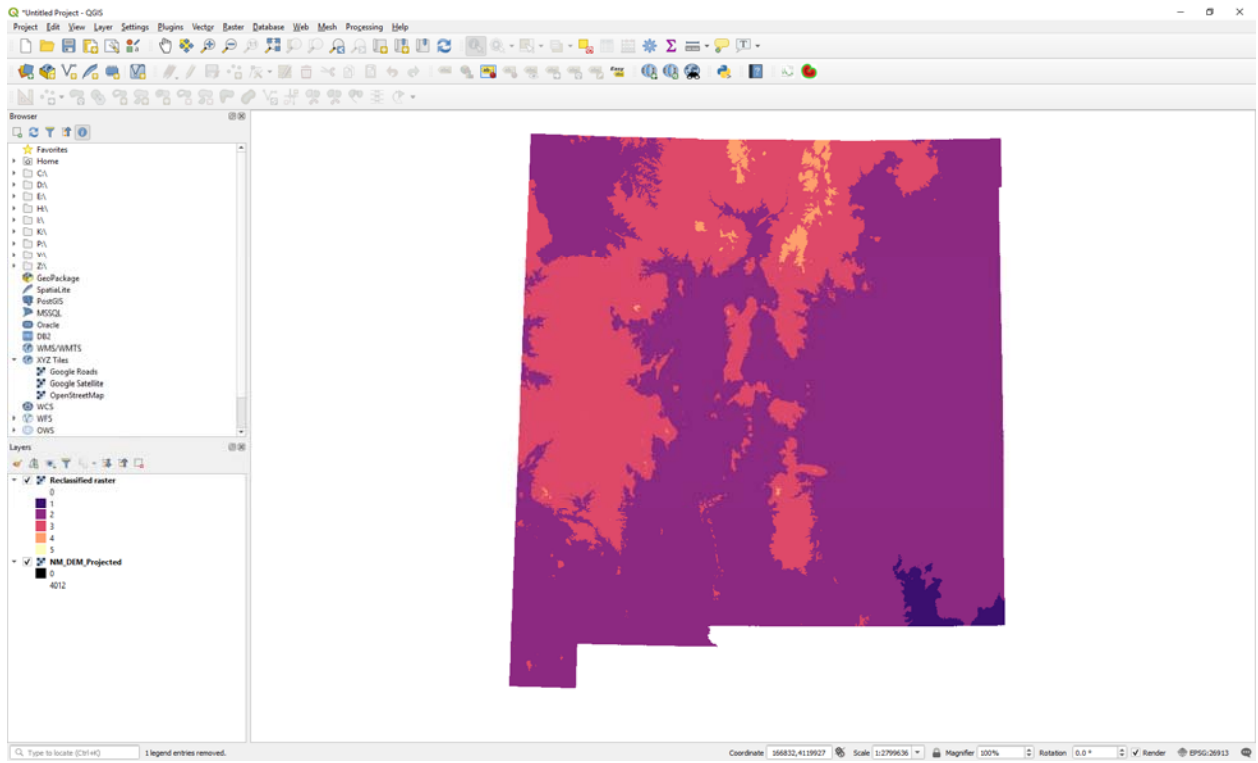 *Untitled Project - QGIS
Project Edit View Layer Settings Plugins Vector Raster Database Web Mesh Processing Help
Browser
Favorites
Home
C:\
D:\
E:\
H:\
I:\
K:\
P:\
Z:\
GeoPackage
SpatiaLite
PostGIS
MSSQL
Oracle
DB2
WMS/WMTS
XYZ Tiles
Google Roads
Google Satellite
OpenStreetMap
WCS
WFS
OWS
Layers
Reclassified raster
0
1
2
3
4
5
NM_DEM_Projected
0
4012
Type to locate (Ctrl+K) 1 legend entries removed. Coordinate 166832,4119927 Scale 1:2799636 Magnifier 100% Rotation 0.0 ° Render EPSG:26913